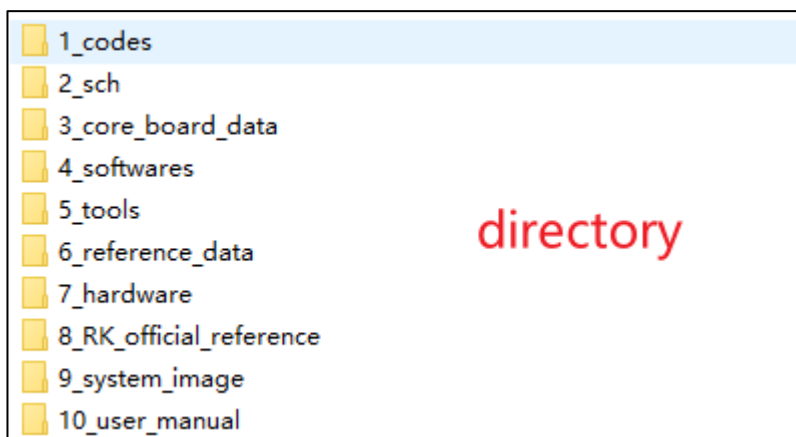 1_codes
2_sch
3_core_board_data
4_softwares
5_tools
6_reference_data
7_hardware
8_RK_official_reference
9_system_image
10_user_manual
directory